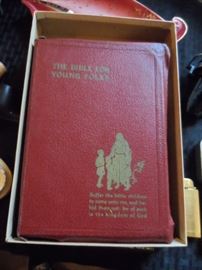 THE BIBLE FOR
YOUNG FOLKS
Suffer the little children
to come unto me, and for-
bid them not: for of such
is the kingdom of God